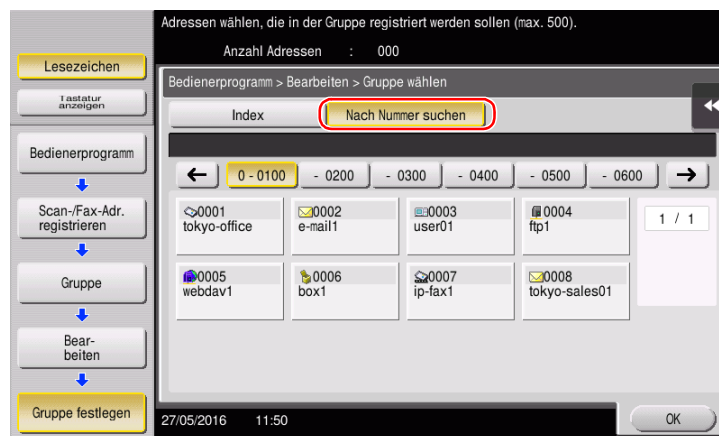 Adressen wählen, die in der Gruppe registriert werden sollen (max. 500).
Anzahl Adressen : 000
Lesezeichen
Tastatur
anzeigen
Bedienerprogramm
Scan-/Fax-Adr.
registrieren
Gruppe
Bear-
beiten
Gruppe festlegen
Bedienerprogramm > Bearbeiten > Gruppe wählen
Index
Nach Nummer suchen
0 - 0100
- 0200
- 0300
- 0400
- 0500
- 0600
0001
tokyo-office
0002
e-mail1
0003
user01
0004
ftp1
1 / 1
0005
webdav1
0006
box1
0007
ip-fax1
0008
tokyo-sales01
27/05/2016 11:50
OK